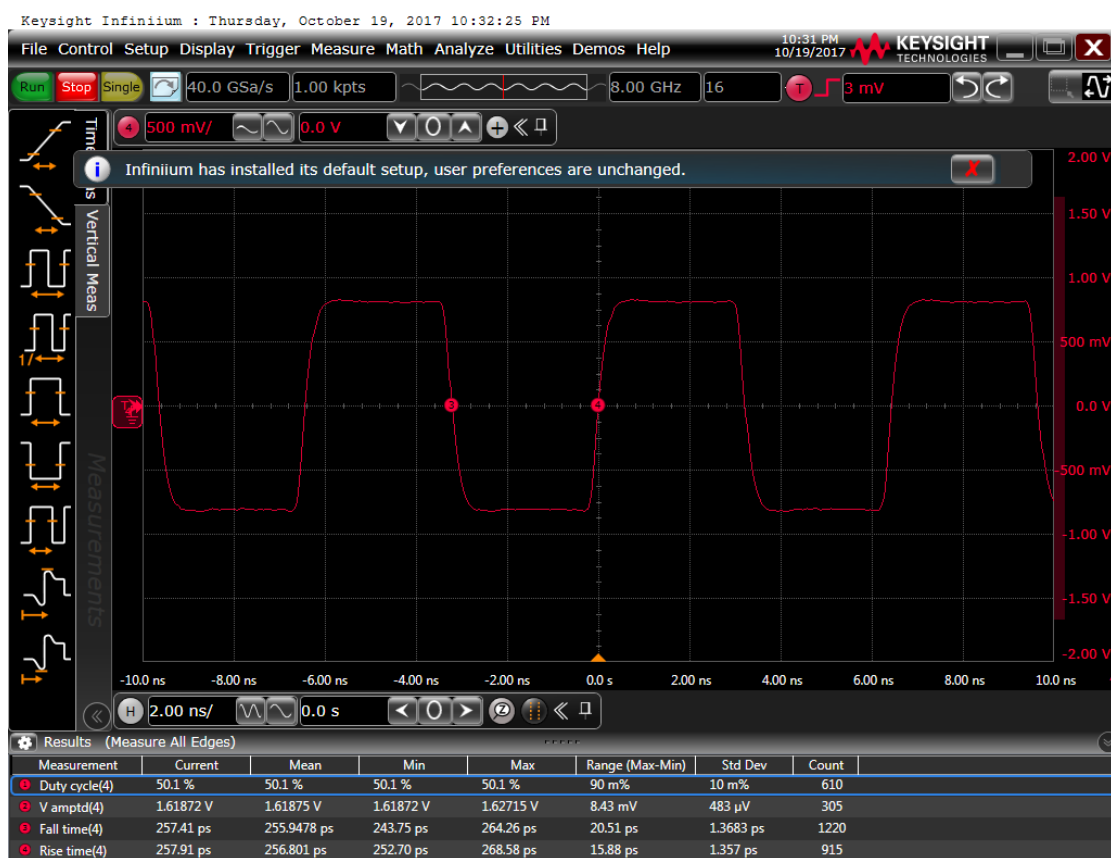 Keysight Infiniium : Thursday, October 19, 2017 10:32:25 PM
File Control Setup Display Trigger Measure Math Analyze Utilities Demos Help
10:31 PM
10/19/2017
KEYSIGHT
TECHNOLOGIES
X
Run Stop Single 40.0 GSa/s 1.00 kpts 8.00 GHz 16 T 3 mV
4 500 mV/ 0.0 V 0
i Infiniium has installed its default setup, user preferences are unchanged. X
Vertical Meas
Measurements
1/
2.00 V
1.50 V
1.00 V
500 mV
0.0 V
-500 mV
-1.00 V
-1.50 V
-2.00 V
T
3
4
-10.0 ns -8.00 ns -6.00 ns -4.00 ns -2.00 ns 0.0 s 2.00 ns 4.00 ns 6.00 ns 8.00 ns 10.0 ns
H 2.00 ns/ 0.0 s 0 Z
Results (Measure All Edges)
Measurement Current Mean Min Max Range (Max-Min) Std Dev Count
1 Duty cycle(4) 50.1 % 50.1 % 50.1 % 50.1 % 90 m% 10 m% 610
2 V amptd(4) 1.61872 V 1.61875 V 1.61872 V 1.62715 V 8.43 mV 483 µV 305
3 Fall time(4) 257.41 ps 255.9478 ps 243.75 ps 264.26 ps 20.51 ps 1.3683 ps 1220
4 Rise time(4) 257.91 ps 256.801 ps 252.70 ps 268.58 ps 15.88 ps 1.357 ps 915